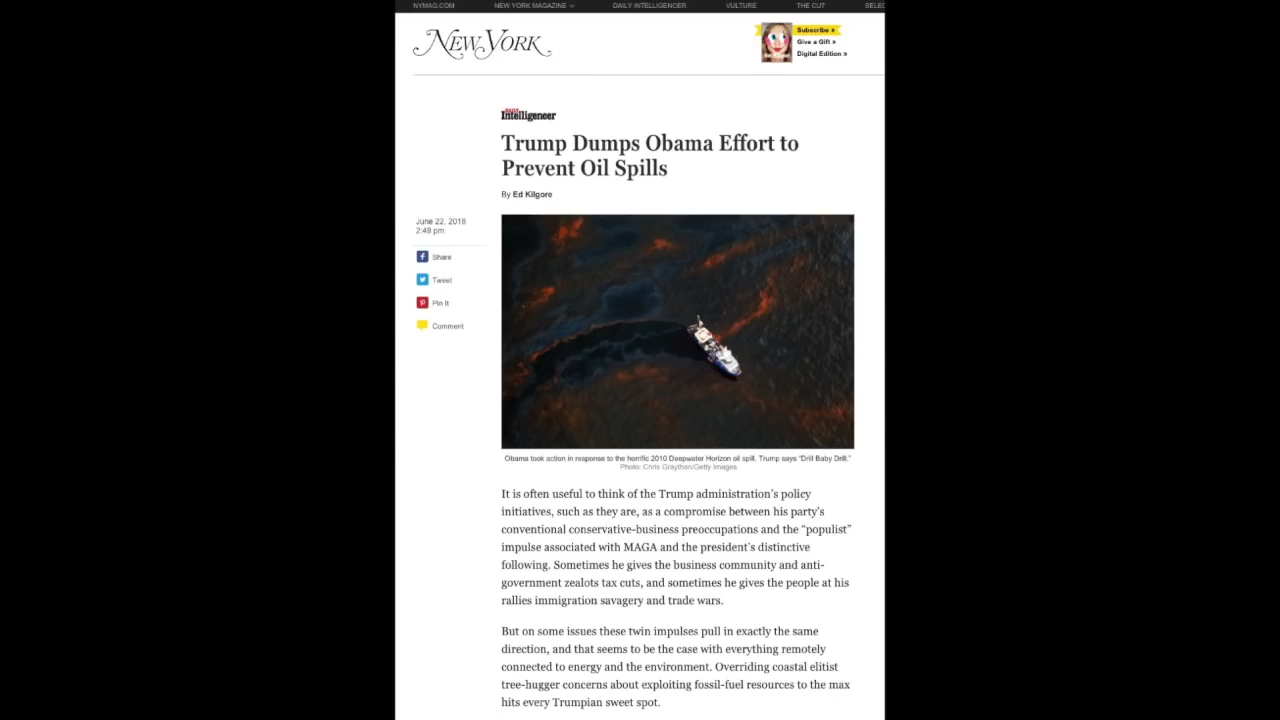 NYMAG.COM
NEW YORK MAGAZINE
DAILY INTELLIGENCER
VULTURE
THE CUT
SELEC
NEW YORK
Subscribe »
Give a Gift »
Digital Edition »
DAILY
Intelligencer
Trump Dumps Obama Effort to
Prevent Oil Spills
By Ed Kilgore
June 22, 2018
2:49 pm
Share
Tweet
Pin It
Comment
Obama took action in response to the horrific 2010 Deepwater Horizon oil spill. Trump says “Drill Baby Drill.”
Photo: Chris Graythen/Getty Images
It is often useful to think of the Trump administration’s policy
initiatives, such as they are, as a compromise between his party’s
conventional conservative-business preoccupations and the “populist”
impulse associated with MAGA and the president’s distinctive
following. Sometimes he gives the business community and anti-
government zealots tax cuts, and sometimes he gives the people at his
rallies immigration savagery and trade wars.
But on some issues these twin impulses pull in exactly the same
direction, and that seems to be the case with everything remotely
connected to energy and the environment. Overriding coastal elitist
tree-hugger concerns about exploiting fossil-fuel resources to the max
hits every Trumpian sweet spot.